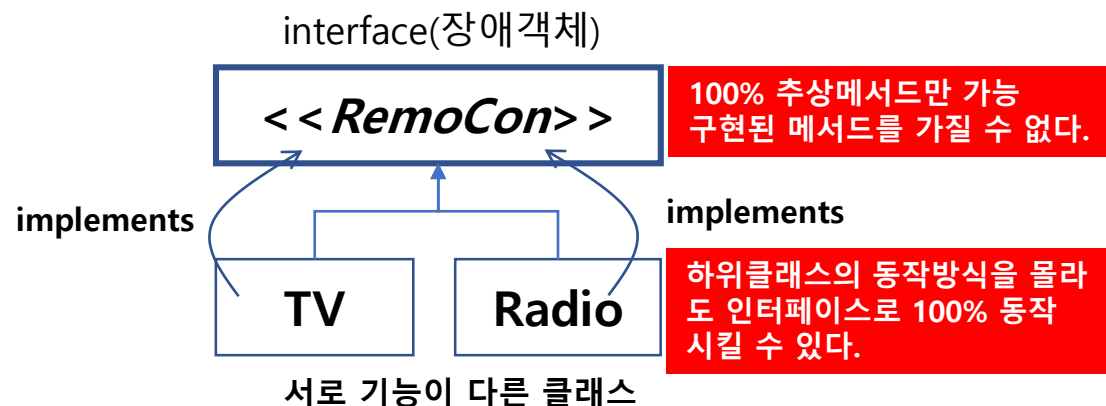 interface(장애객체)
<<RemoCon>>
100% 추상메서드만 가능
구현된 메서드를 가질 수 없다.
implements
implements
TV
Radio
하위클래스의 동작방식을 몰라
도 인터페이스로 100% 동작
시킬 수 있다.
서로 기능이 다른 클래스